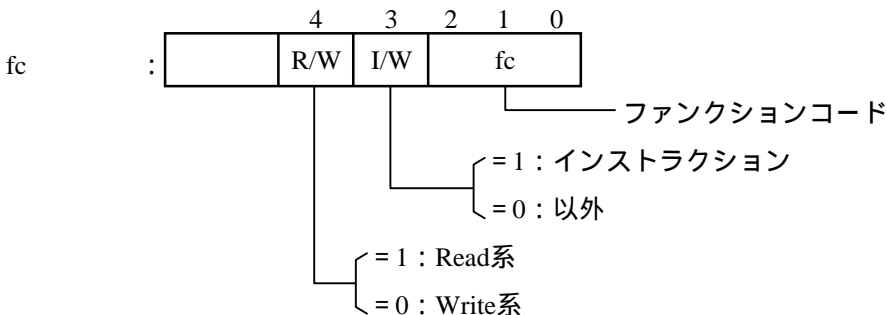 4 3 2 1 0
fc : R/W I/W fc
ファンクションコード
= 1 : インストラクション
= 0 : 以外
= 1 : Read系
= 0 : Write系